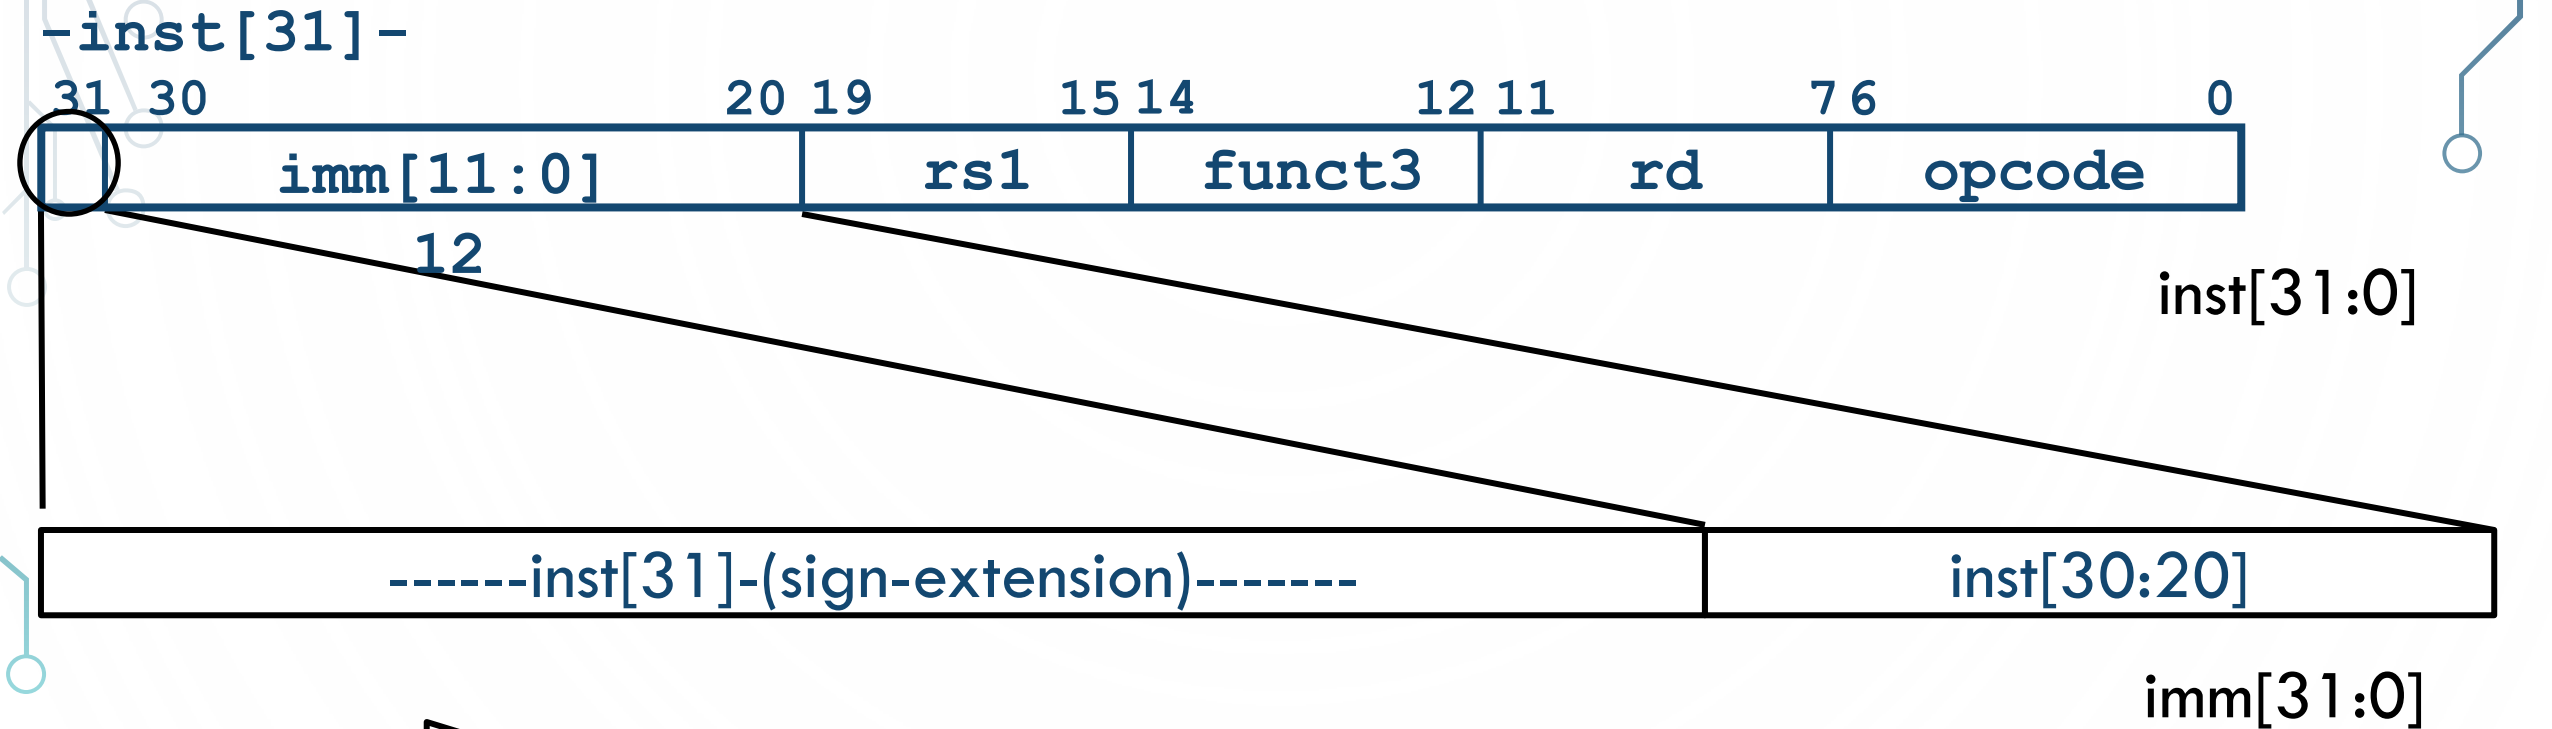 -inst[31]-
31 30 20 19 15 14 12 11 7 6 0
imm[11:0] rs1 funct3 rd opcode
12
inst[31:0]
------inst[31]-(sign-extension)-------
inst[30:20]
imm[31:0]